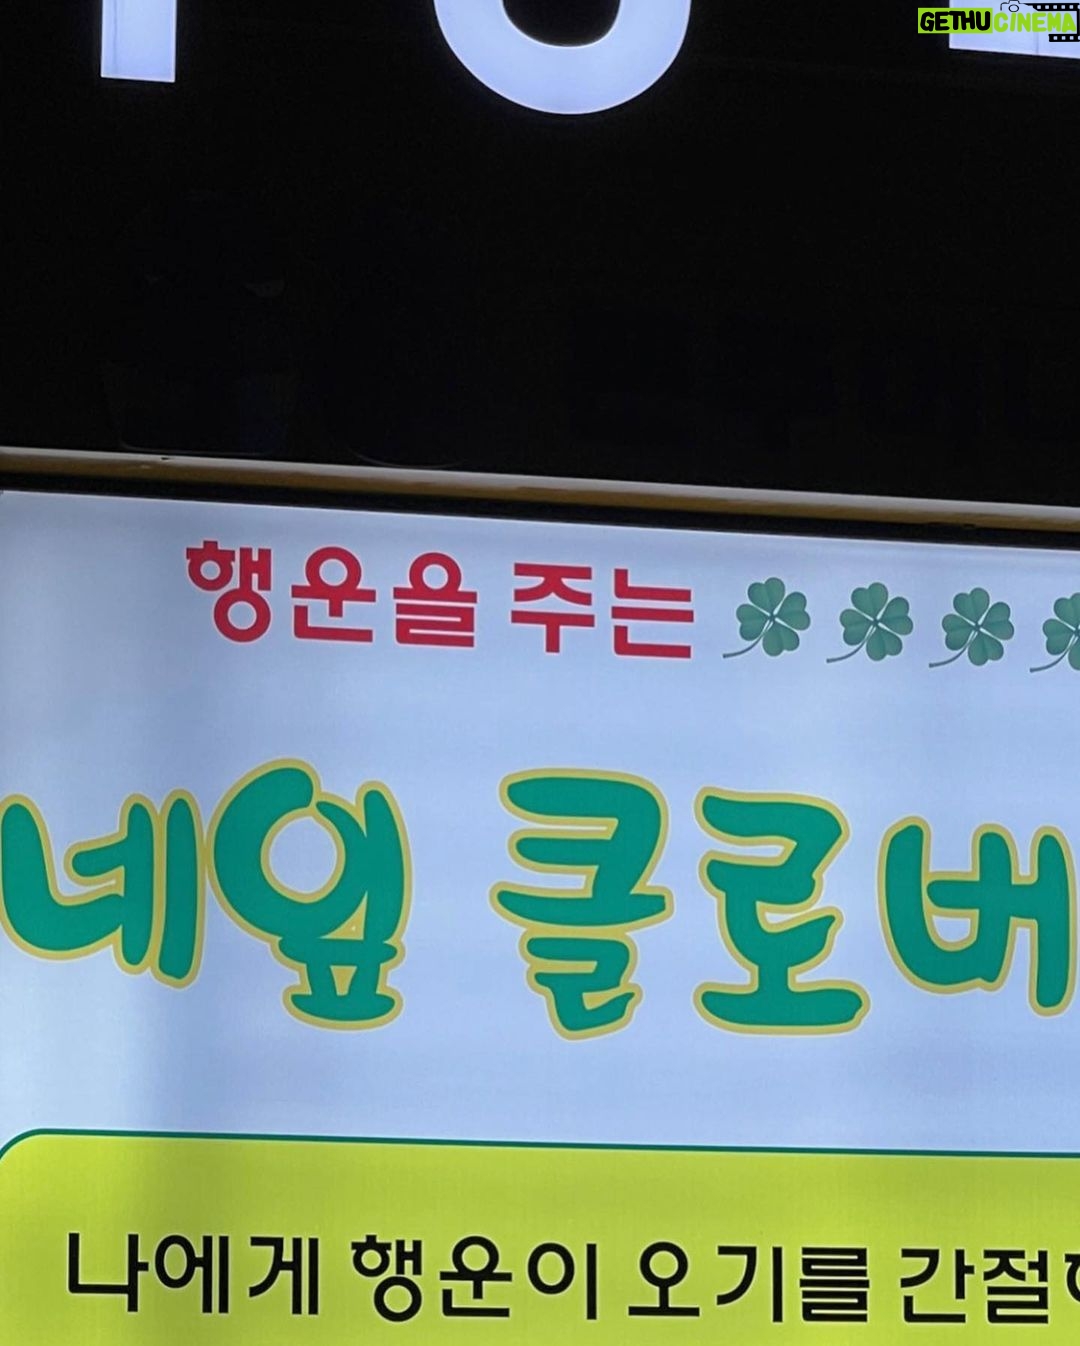 GETHUCINEMA
행운을 주는
네잎 클로버
나에게 행운이 오기를 간절